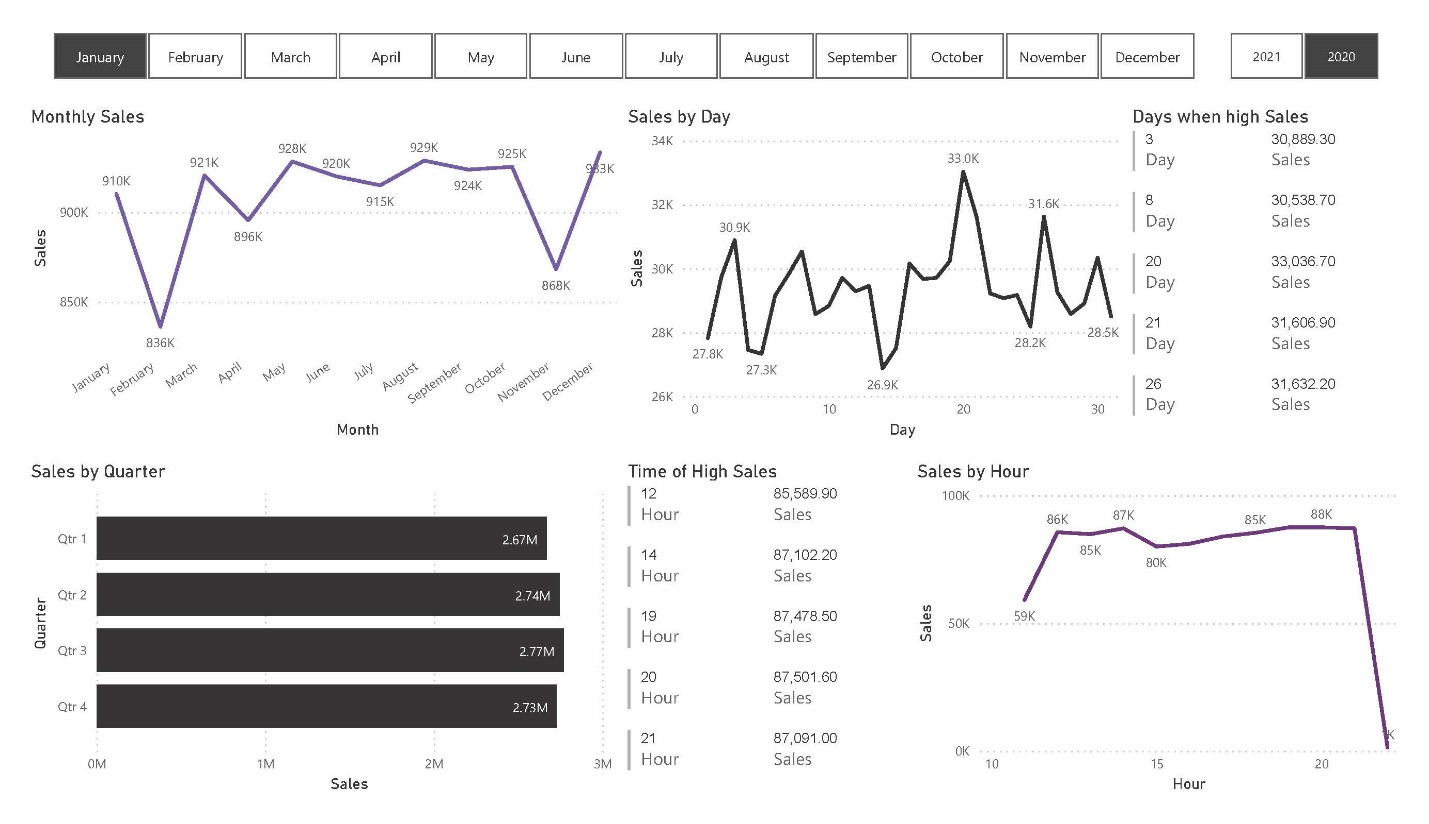 January February March April May June July August September October November December 2021 2020
Monthly Sales
910K 836K 921K 896K 928K 920K 915K 929K 924K 925K 868K 933K
900K
850K
Sales
January February March April May June July August September October November December
Month
Sales by Day
34K
32K
30K
28K
26K
Sales
27.8K 30.9K 27.3K 26.9K 33.0K 28.2K 31.6K 28.5K
0 10 20 30
Day
Days when high Sales
3 30,889.30
Day Sales
8 30,538.70
Day Sales
20 33,036.70
Day Sales
21 31,606.90
Day Sales
26 31,632.20
Day Sales
Sales by Quarter
Quarter
Qtr 1 2.67M
Qtr 2 2.74M
Qtr 3 2.77M
Qtr 4 2.73M
0M 1M 2M 3M
Sales
Time of High Sales
12 85,589.90
Hour Sales
14 87,102.20
Hour Sales
19 87,478.50
Hour Sales
20 87,501.60
Hour Sales
21 87,091.00
Hour Sales
Sales by Hour
100K
50K
0K
Sales
59K 86K 85K 87K 80K 85K 88K
10 15 20
Hour